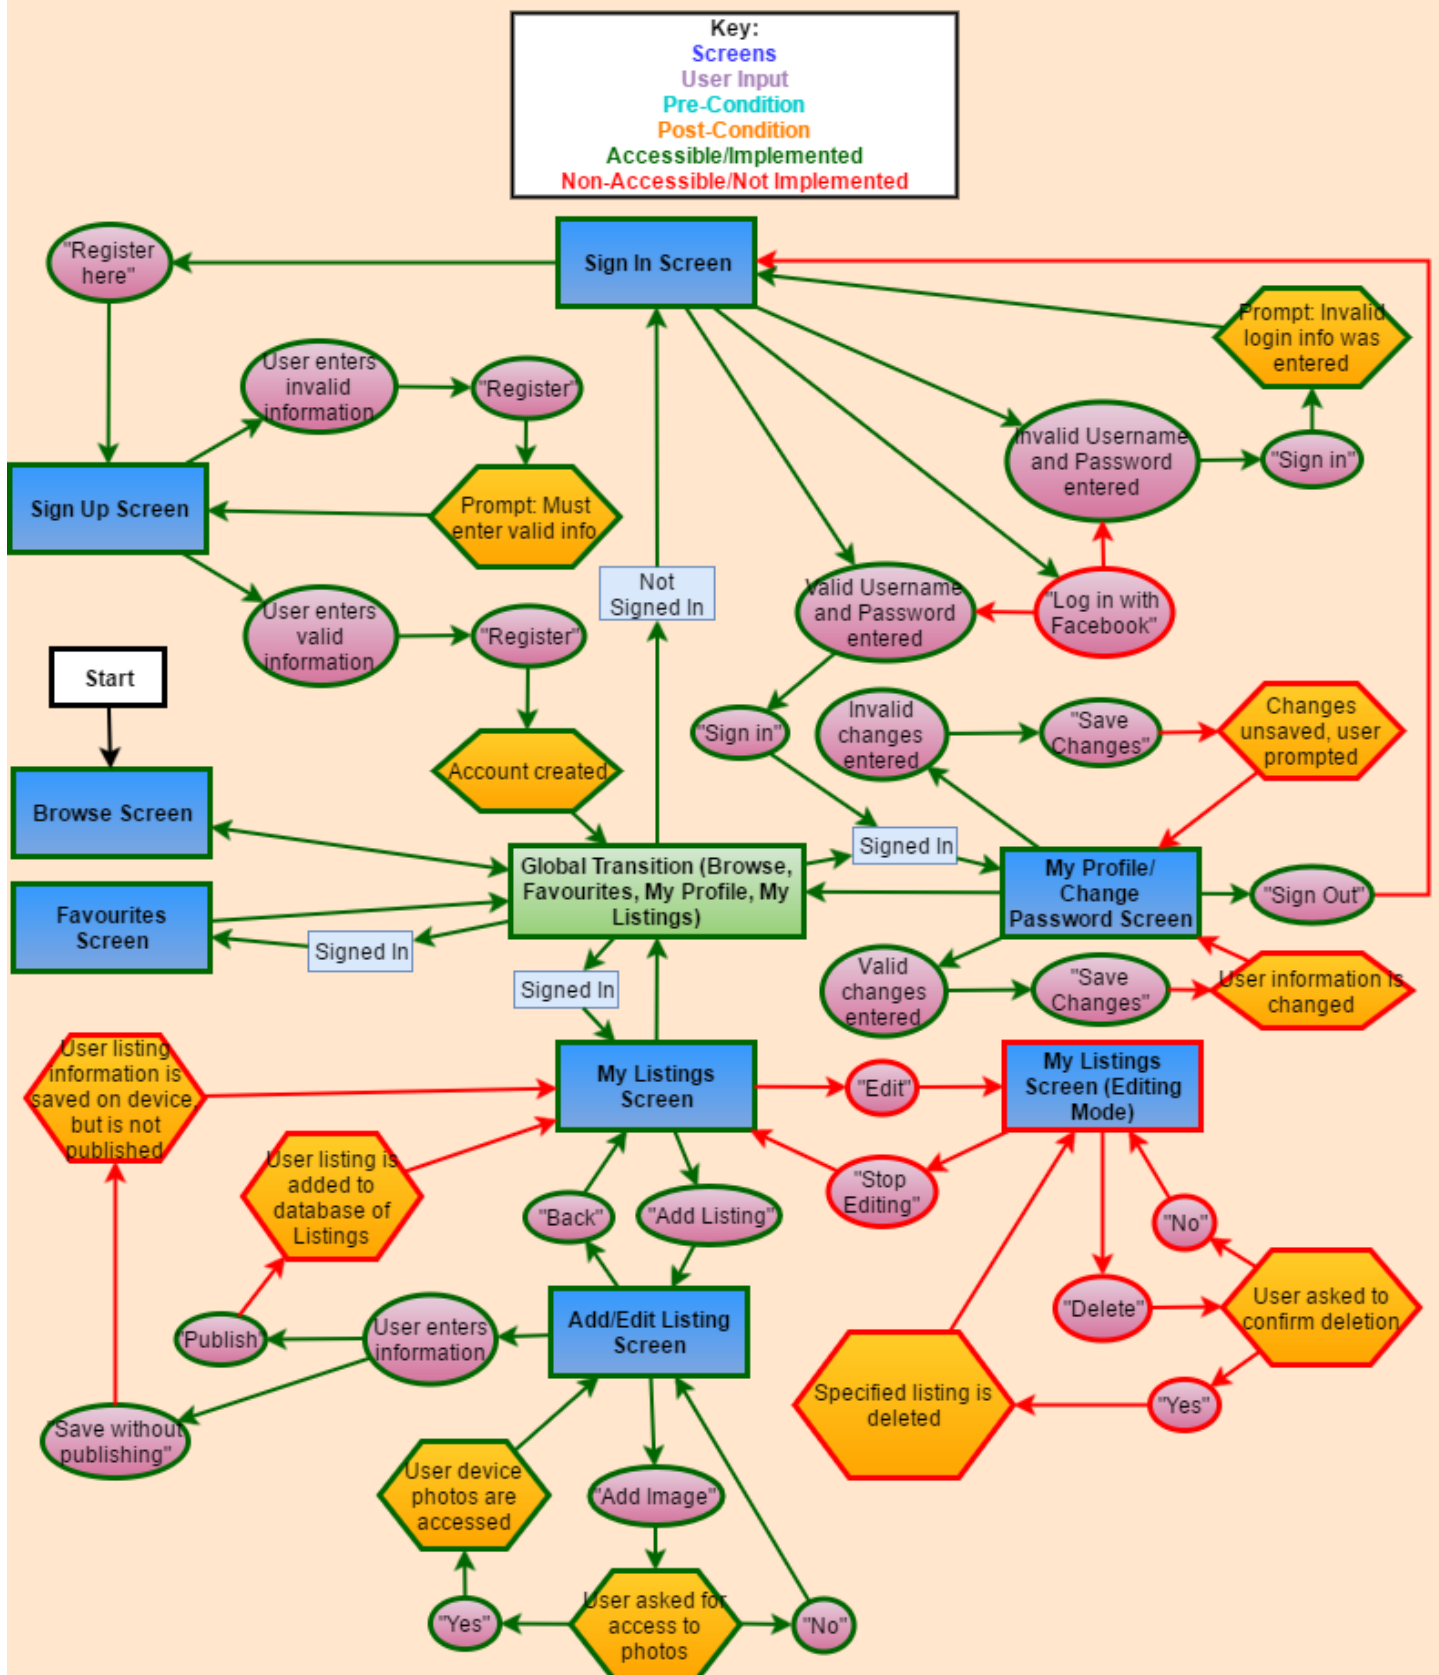 Key:
Screens
User Input
Pre-Condition
Post-Condition
Accessible/Implemented
Non-Accessible/Not Implemented
"Register
here"
Sign In Screen
Prompt: Invalid
login info was
entered
User enters
invalid
information
"Register"
Invalid Username
and Password
entered
"Sign in"
Sign Up Screen
Prompt: Must
enter valid info
Not
Signed In
Valid Username
and Password
entered
"Log in with
Facebook"
User enters
valid
information
"Register"
Start
"Sign in"
Invalid
changes
entered
"Save
Changes"
Changes
unsaved, user
prompted
Account created
Browse Screen
Global Transition (Browse,
Favourites, My Profile, My
Listings)
Signed In
My Profile/
Change
Password Screen
"Sign Out"
Favourites
Screen
Signed In
Signed In
Valid
changes
entered
"Save
Changes"
User information is
changed
User listing
information is
saved on device,
but is not
published
My Listings
Screen
"Edit"
My Listings
Screen (Editing
Mode)
User listing is
added to
database of
Listings
"Back"
"Add Listing"
"Stop
Editing"
"No"
"Publish"
User enters
information
Add/Edit Listing
Screen
"Delete"
User asked to
confirm deletion
"Save without
publishing"
Specified listing is
deleted
"Yes"
User device
photos are
accessed
"Add Image"
"Yes"
User asked for
access to
photos
"No"